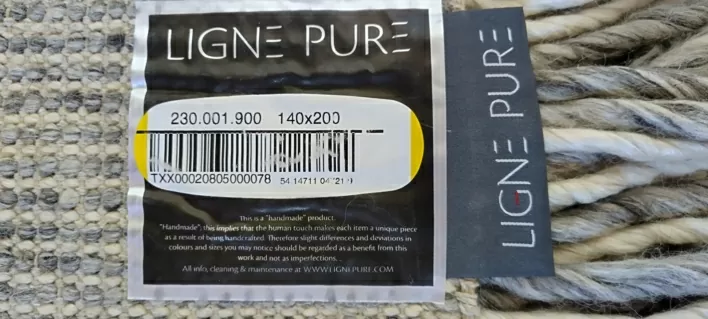 LIGNE PURE
230.001.900 140x200
TXX00020805000078
This is a "handmade" product.
"Handmade", this implies that the human touch makes each item a unique piece
as a result of being handcrafted. Therefore slight differences and deviations in
colours and sizes you may notice should be regarded as a benefit from this
work and not as imperfections.
All info, cleaning & maintenance at WWW.LIGNEPURE.COM
LIGNE PURE